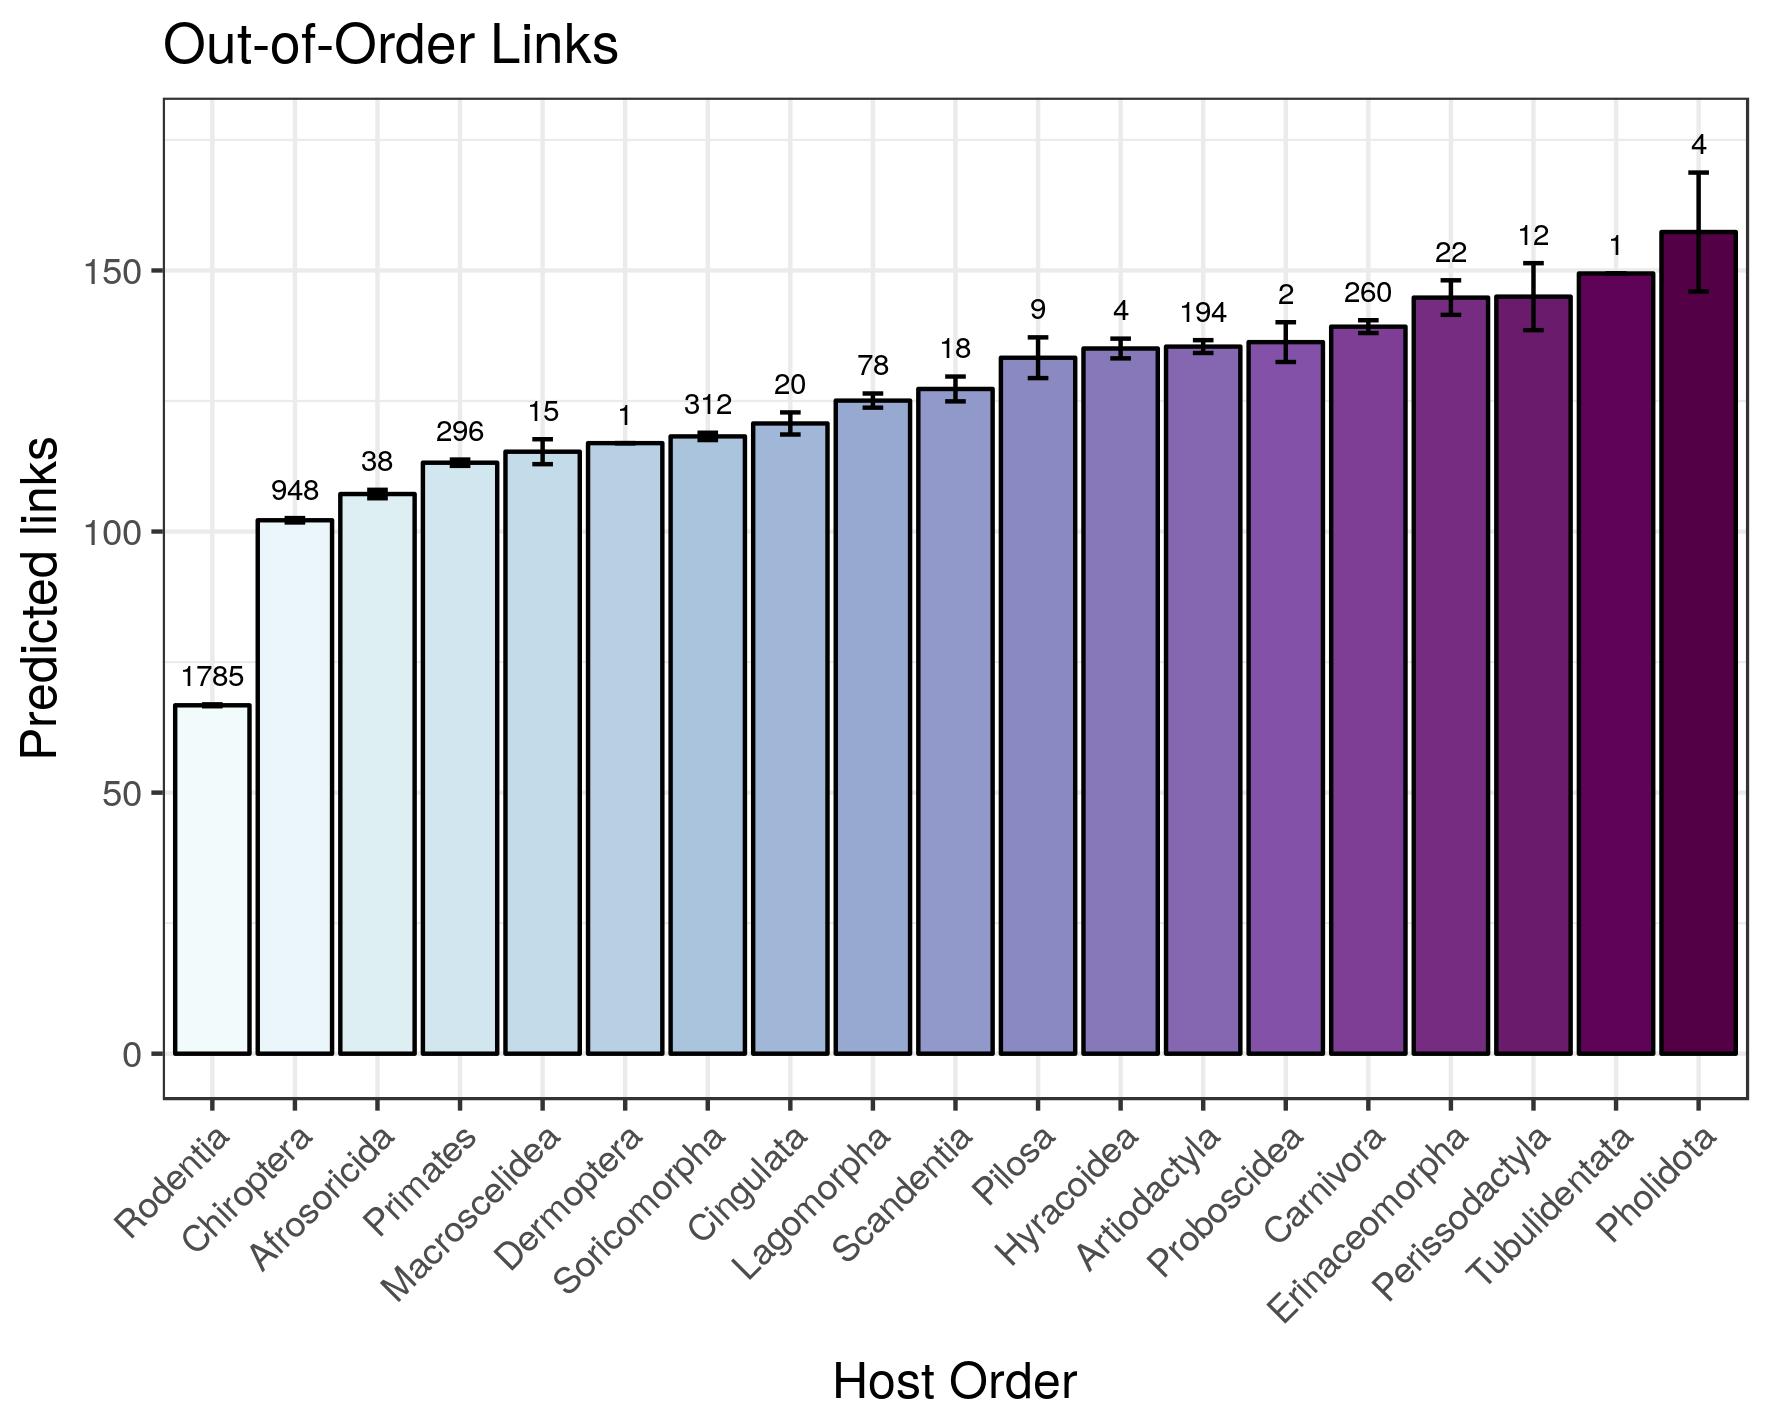 Out-of-Order Links
Predicted links
150
100
50
0
1785
948
38
296
15
1
312
20
78
18
9
4
194
2
260
22
12
1
4
Rodentia
Chiroptera
Afrosoricida
Primates
Macroscelidea
Dermoptera
Soricomorpha
Cingulata
Lagomorpha
Scandentia
Pilosa
Hyracoidea
Artiodactyla
Proboscidea
Carnivora
Erinaceomorpha
Perissodactyla
Tubulidentata
Pholidota
Host Order